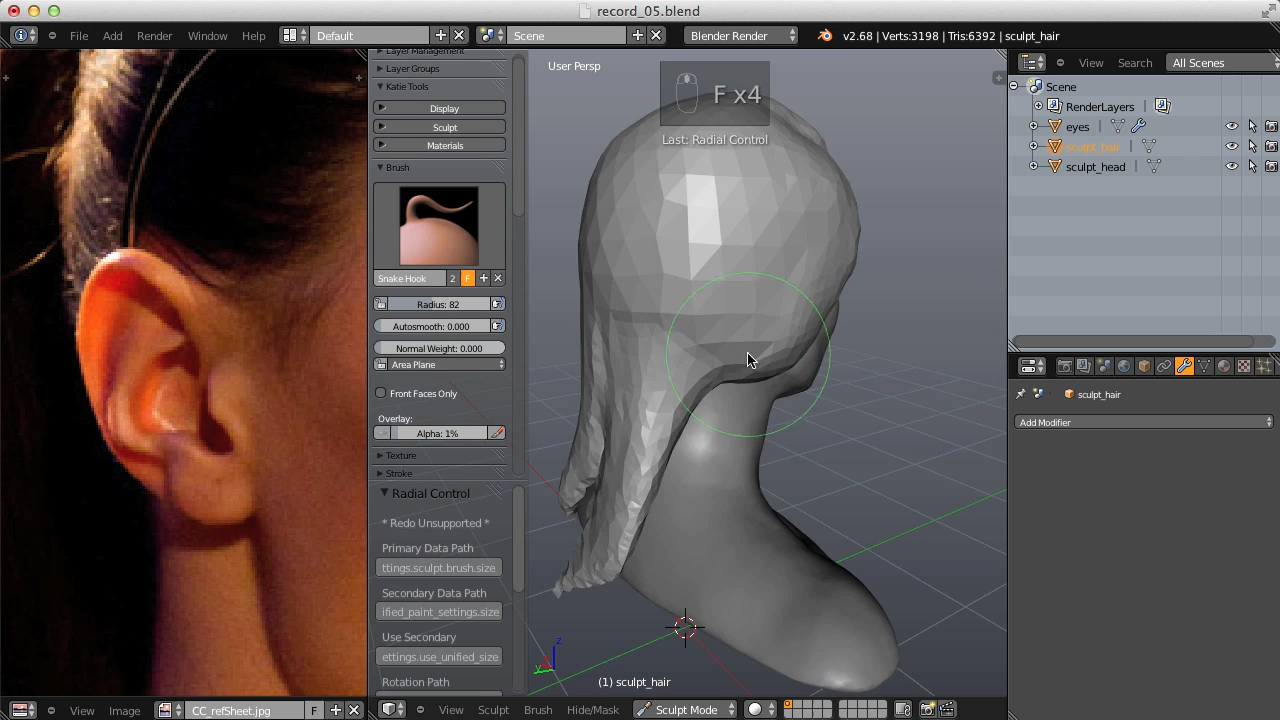 record_05.blend
File Add Render Window Help Default Scene Blender Render v2.68 | Verts:3198 | Tris:6392 | sculpt_hair
Layer Management
Layer Groups
Katie Tools
Display
Sculpt
Materials
Brush
Snake Hook 2 F
Radius: 82
Autosmooth: 0.000
Normal Weight: 0.000
Area Plane
Front Faces Only
Overlay:
Alpha: 1%
Texture
Stroke
Radial Control
* Redo Unsupported *
Primary Data Path
ttings.sculpt.brush.size
Secondary Data Path
ified_paint_settings.size
Use Secondary
ettings.use_unified_size
Rotation Path
User Persp
F x4
Last: Radial Control
z
y
(1) sculpt_hair
View Search All Scenes
Scene
RenderLayers
eyes
sculpt_hair
sculpt_head
sculpt_hair
Add Modifier
View Image CC_refSheet.jpg F
View Sculpt Brush Hide/Mask Sculpt Mode